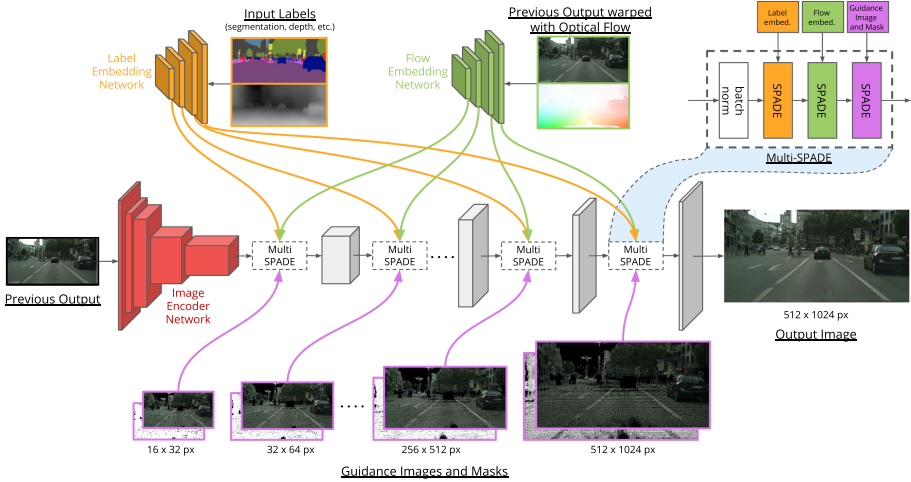 Input Labels
(segmentation, depth, etc.)
Previous Output warped
with Optical Flow
Label
embed.
Flow
embed.
Guidance
Image
and Mask
Label
Embedding
Network
Flow
Embedding
Network
batch
norm
SPADE
SPADE
SPADE
Multi-SPADE
Multi
SPADE
Multi
SPADE
....
Multi
SPADE
Multi
SPADE
Previous Output
Image
Encoder
Network
512 x 1024 px
Output Image
....
16 x 32 px
32 x 64 px
256 x 512 px
512 x 1024 px
Guidance Images and Masks